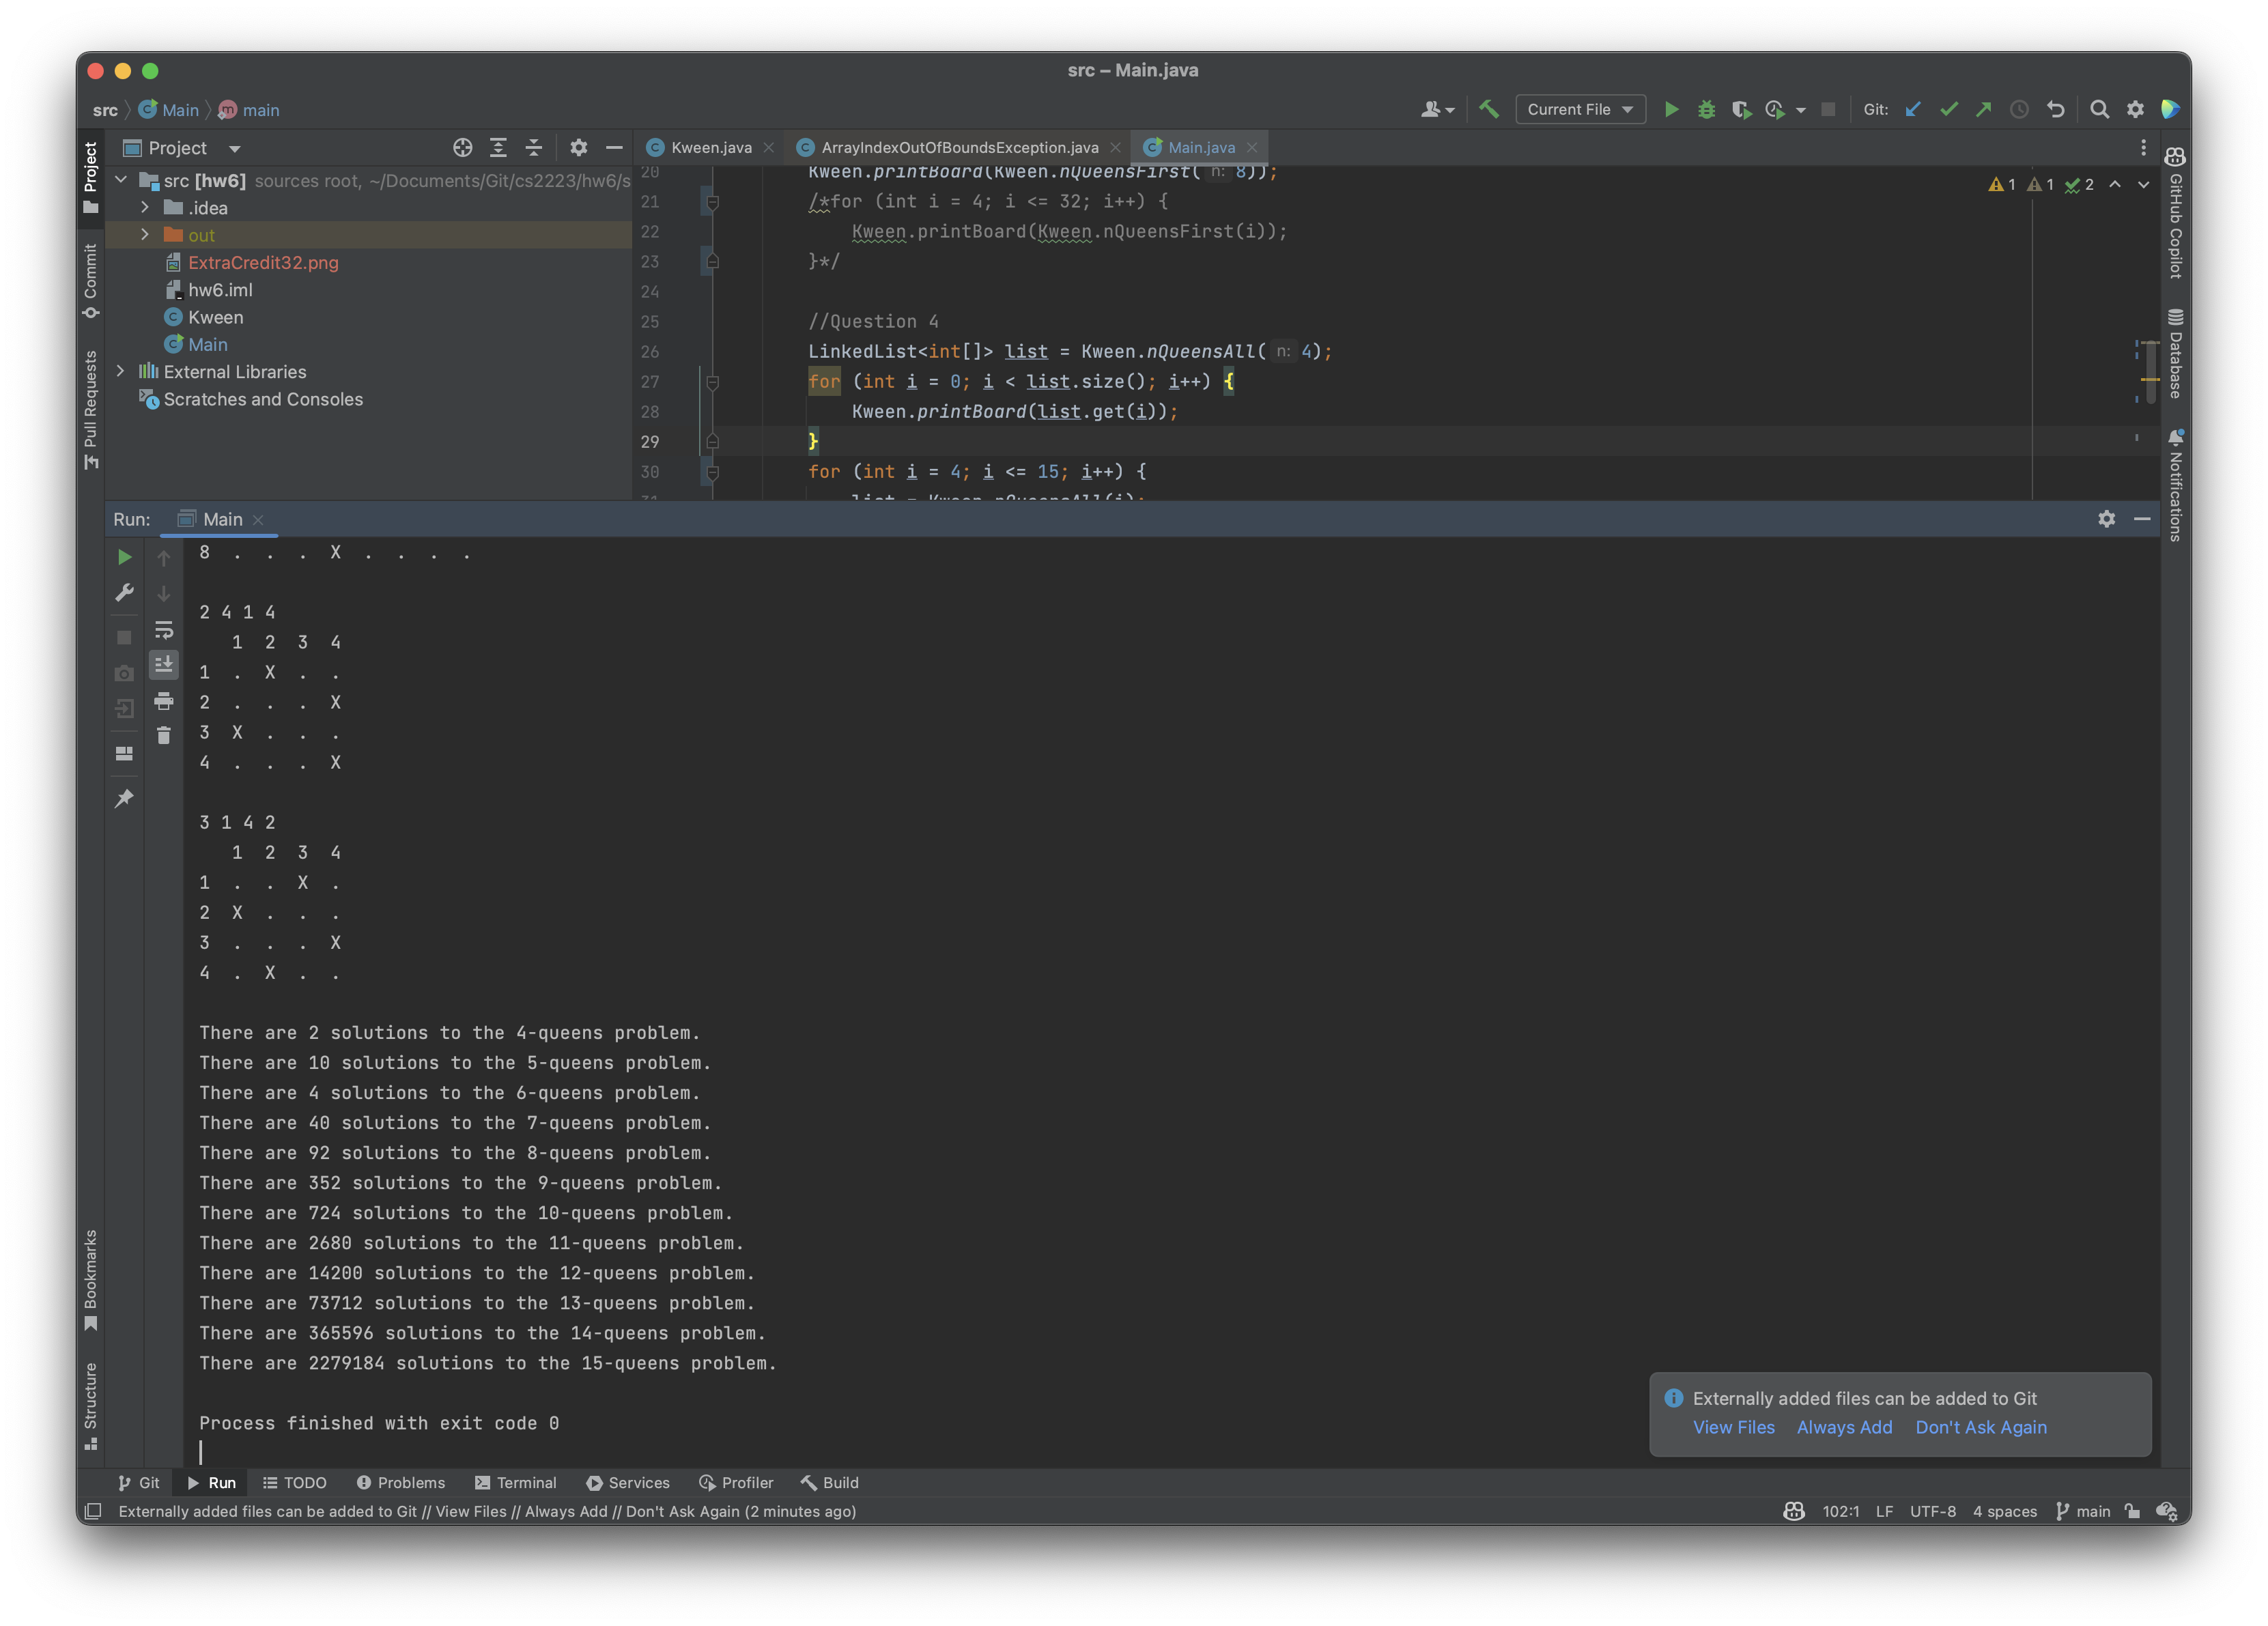 src – Main.java
src Main main
Current File Git:
Project
Kween.java ArrayIndexOutOfBoundsException.java Main.java
src [hw6] sources root, ~/Documents/Git/cs2223/hw6/s
.idea
out
ExtraCredit32.png
hw6.iml
Kween
Main
External Libraries
Scratches and Consoles
Project
Commit
Pull Requests
Bookmarks
Structure
20 Kween.printBoard(Kween.nQueensFirst( n: 8));
21 /*for (int i = 4; i <= 32; i++) {
22 Kween.printBoard(Kween.nQueensFirst(i));
23 }*/
24
25 //Question 4
26 LinkedList<int[]> list = Kween.nQueensAll( n: 4);
27 for (int i = 0; i < list.size(); i++) {
28 Kween.printBoard(list.get(i));
29 }
30 for (int i = 4; i <= 15; i++) {
31 list = Kween.nQueensAll(i);
1 1 2
GitHub Copilot
Database
Notifications
Run: Main
8 . . . X . . . .
2 4 1 4
1 2 3 4
1 . X . .
2 . . . X
3 X . . .
4 . . . X
3 1 4 2
1 2 3 4
1 . . X .
2 X . . .
3 . . . X
4 . X . .
There are 2 solutions to the 4-queens problem.
There are 10 solutions to the 5-queens problem.
There are 4 solutions to the 6-queens problem.
There are 40 solutions to the 7-queens problem.
There are 92 solutions to the 8-queens problem.
There are 352 solutions to the 9-queens problem.
There are 724 solutions to the 10-queens problem.
There are 2680 solutions to the 11-queens problem.
There are 14200 solutions to the 12-queens problem.
There are 73712 solutions to the 13-queens problem.
There are 365596 solutions to the 14-queens problem.
There are 2279184 solutions to the 15-queens problem.
Process finished with exit code 0
Externally added files can be added to Git
View Files Always Add Don't Ask Again
Git Run TODO Problems Terminal Services Profiler Build
Externally added files can be added to Git // View Files // Always Add // Don't Ask Again (2 minutes ago) 102:1 LF UTF-8 4 spaces main